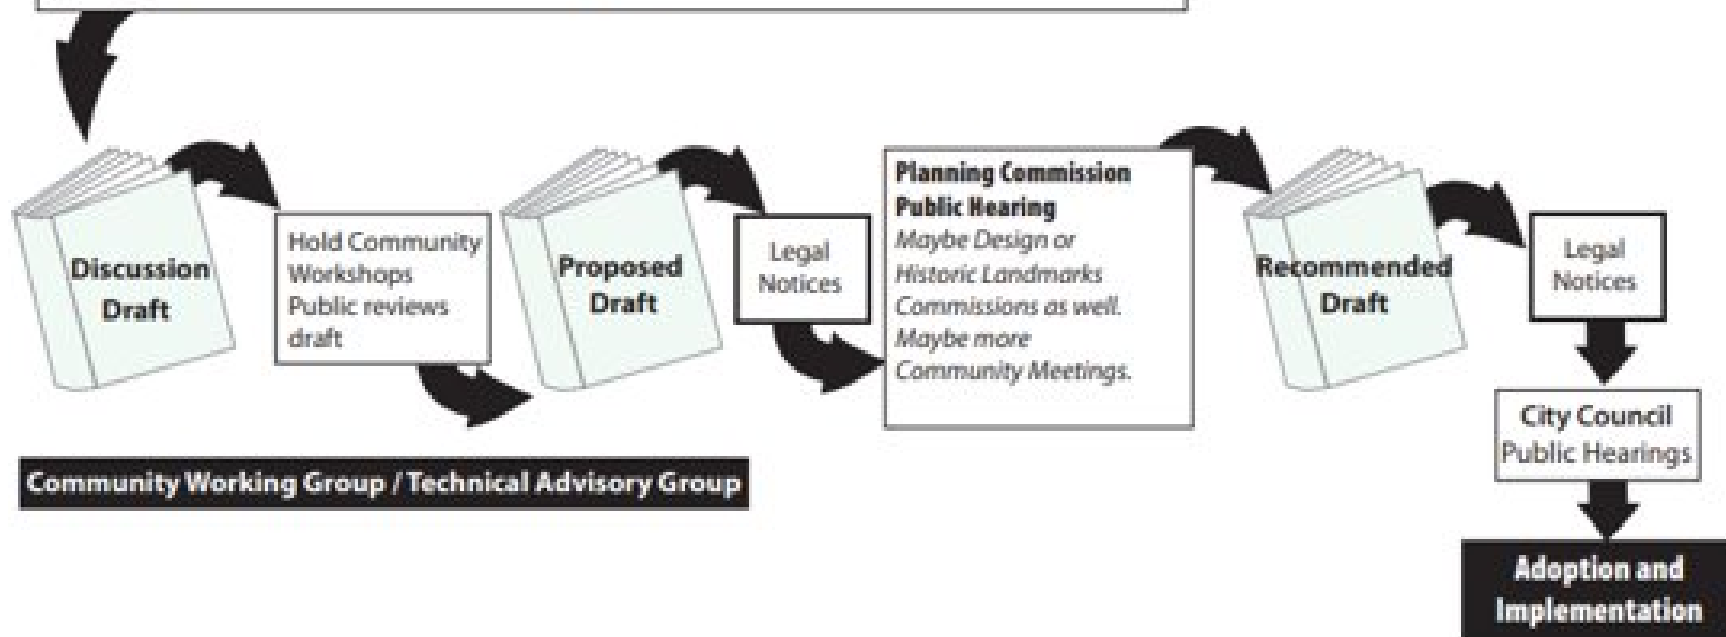 Discussion
Draft
Hold Community
Workshops
Public reviews
draft
Proposed
Draft
Legal
Notices
Planning Commission
Public Hearing
Maybe Design or
Historic Landmarks
Commissions as well.
Maybe more
Community Meetings.
Recommended
Draft
Legal
Notices
City Council
Public Hearings
Adoption and
Implementation
Community Working Group / Technical Advisory Group